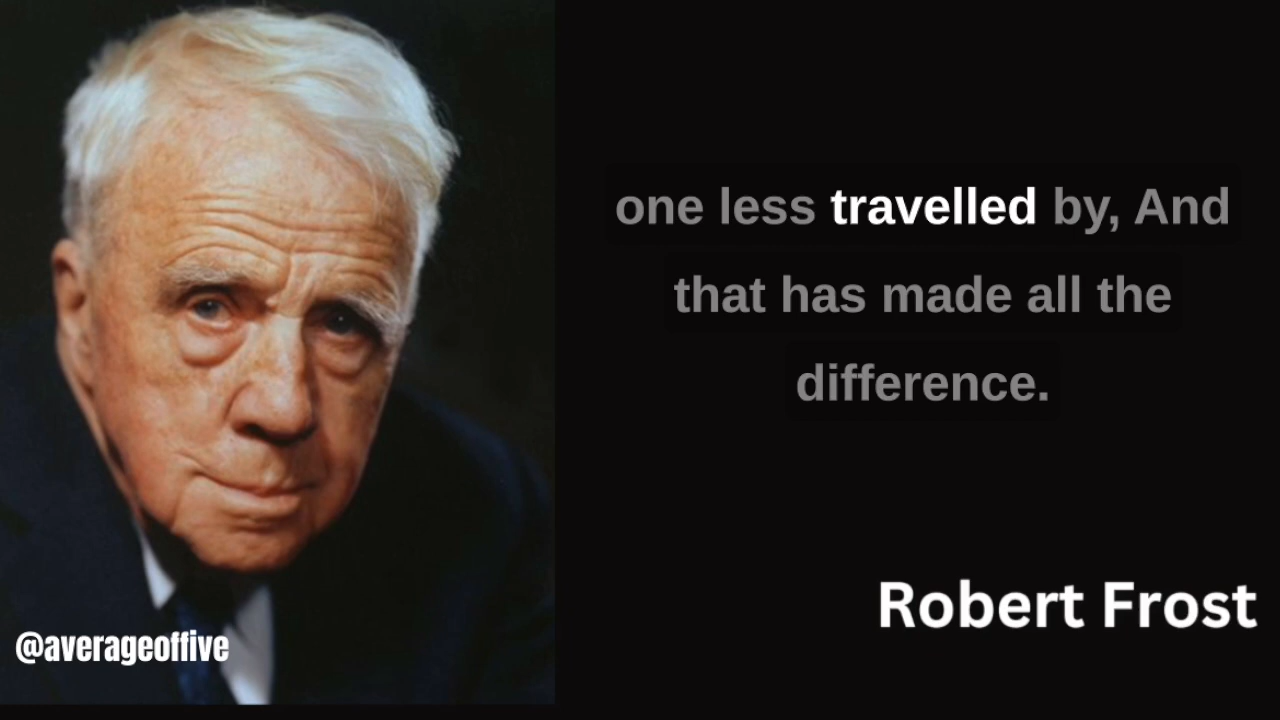 one less travelled by, And
that has made all the
difference.
Robert Frost
@averageoffive